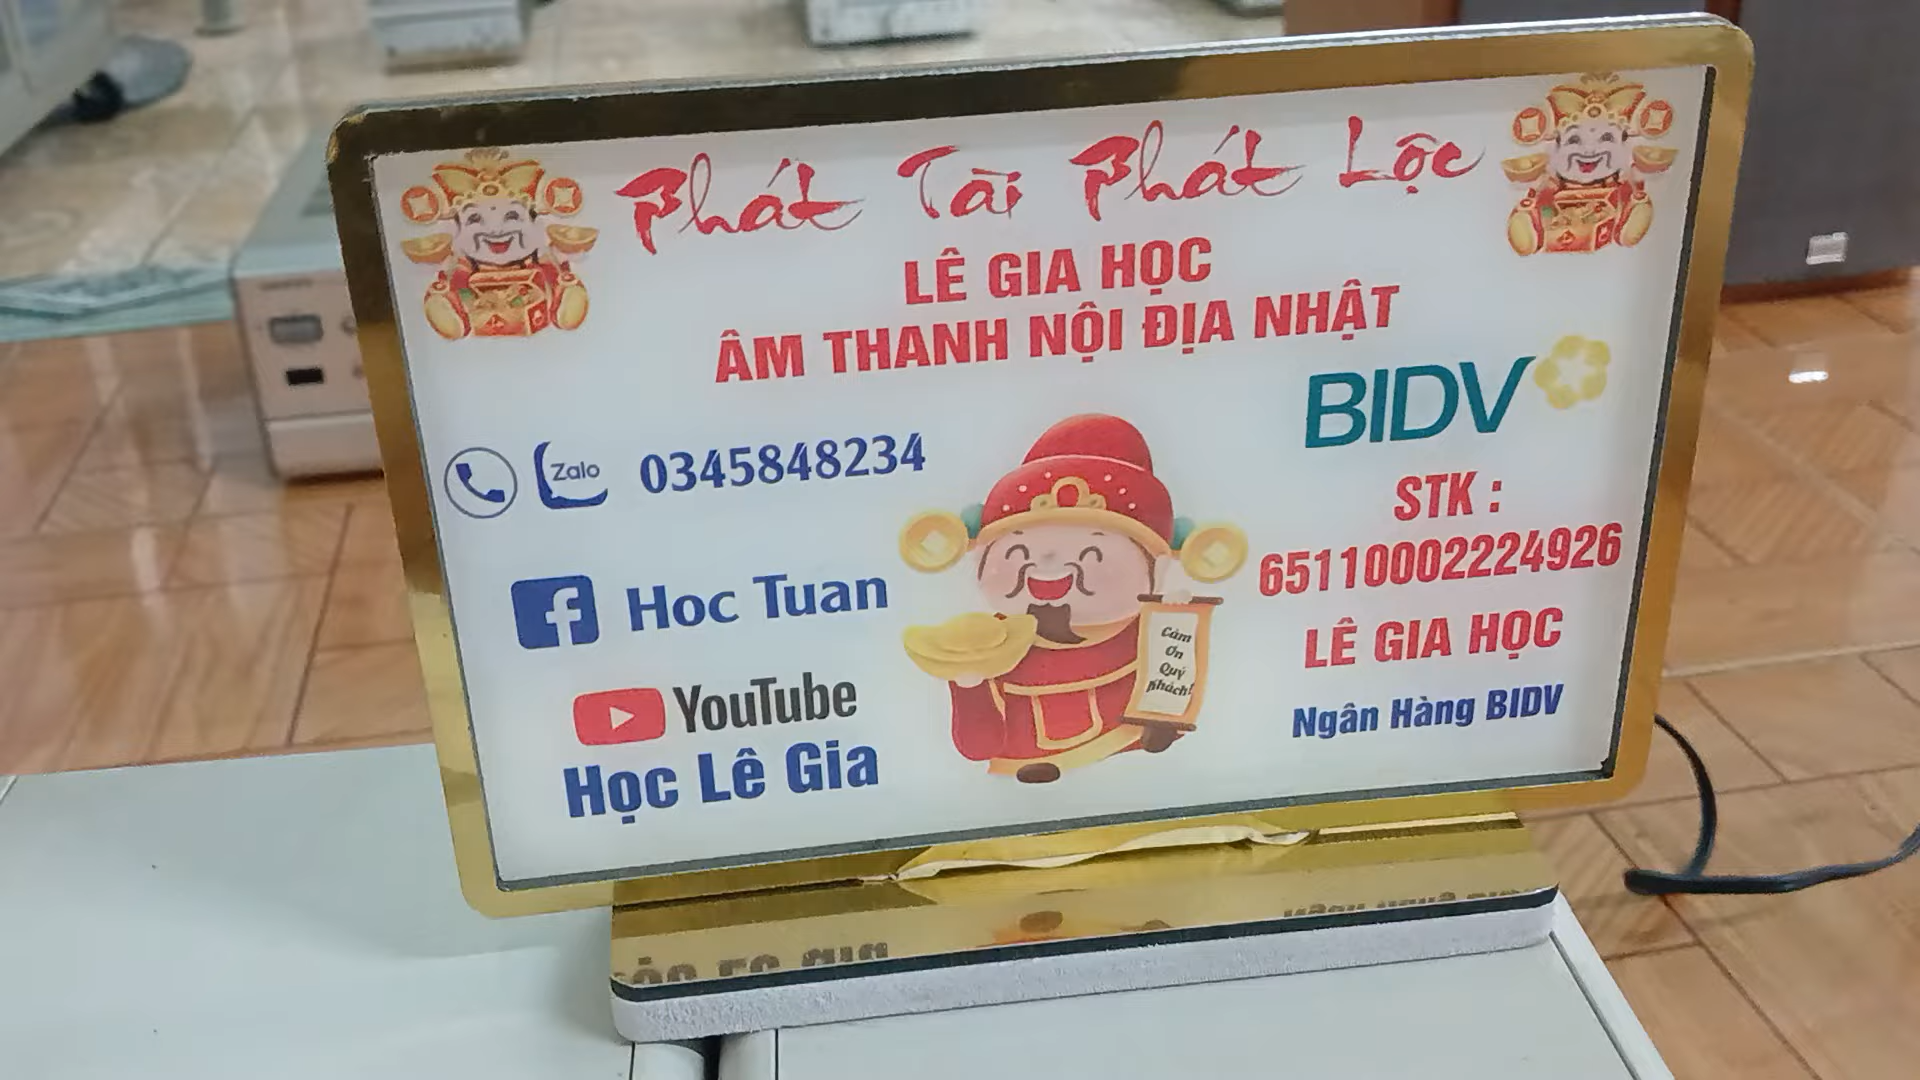 Phát Tài Phát Lộc
LÊ GIA HỌC
ÂM THANH NỘI ĐỊA NHẬT
Zalo 0345848234
Hoc Tuan
YouTube
Học Lê Gia
Cảm
Ơn
Quý
Khách!
BIDV
STK :
65110002224926
LÊ GIA HỌC
Ngân Hàng BIDV